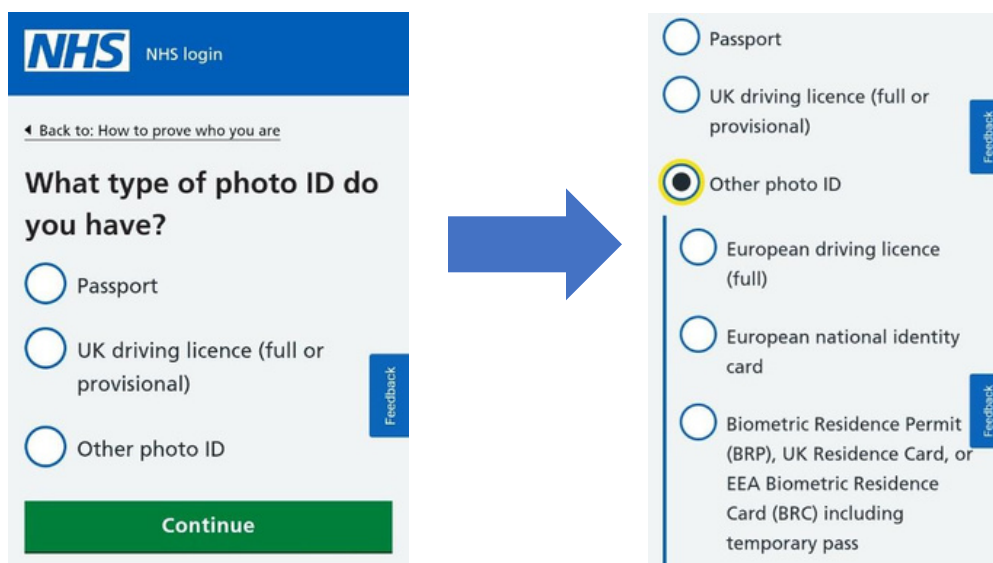 NHS NHS login
Back to: How to prove who you are
What type of photo ID do
you have?
Passport
UK driving licence (full or
provisional)
Feedback
Other photo ID
Continue
Passport
UK driving licence (full or
provisional)
Feedback
Other photo ID
European driving licence
(full)
European national identity
card
Feedback
Biometric Residence Permit
(BRP), UK Residence Card, or
EEA Biometric Residence
Card (BRC) including
temporary pass